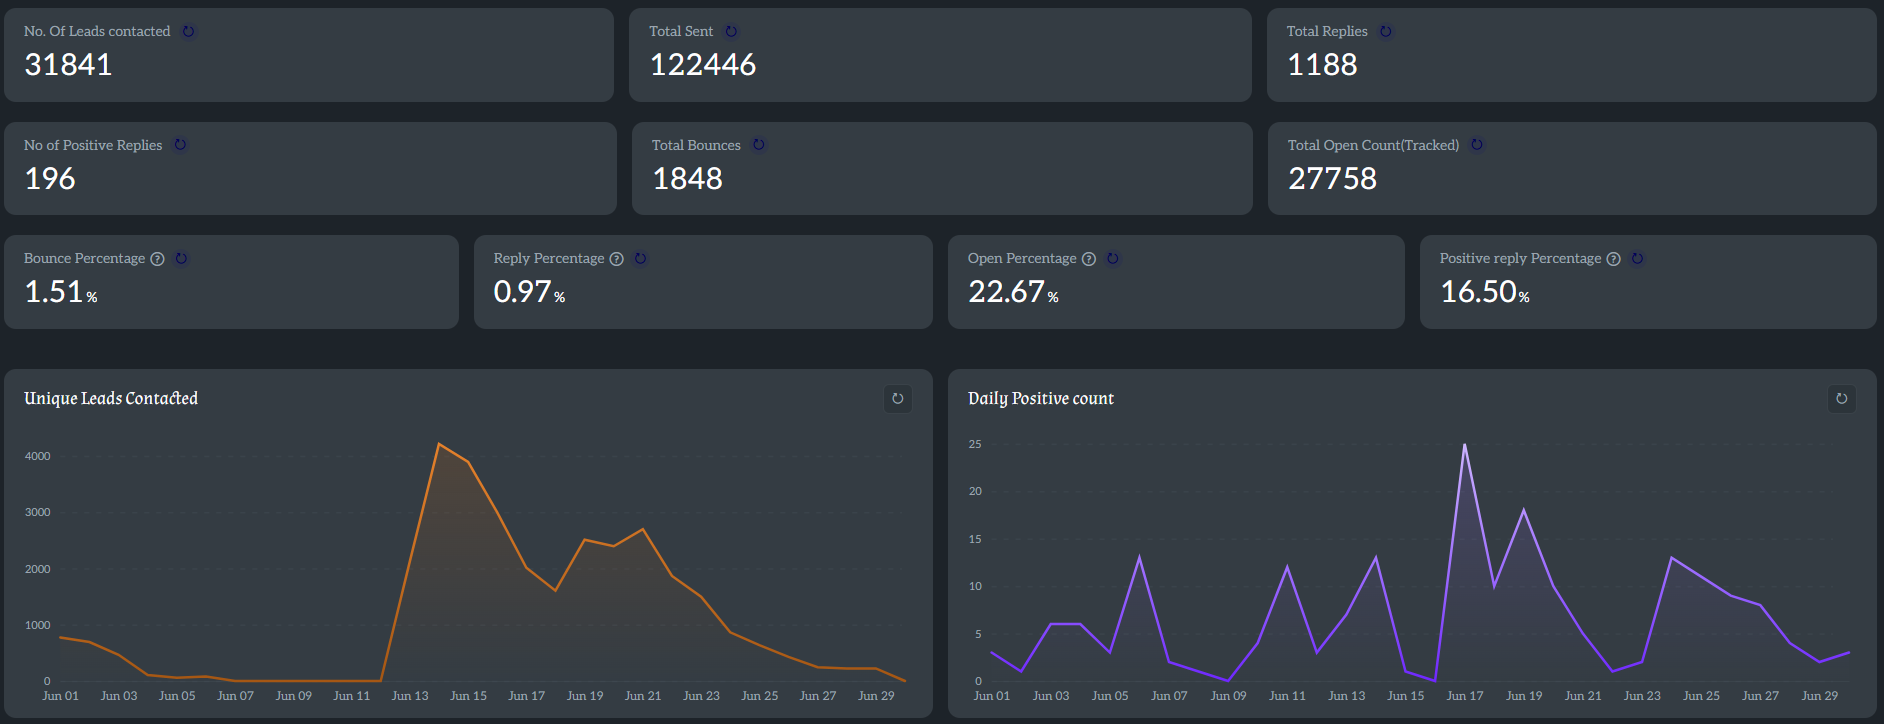 No. Of Leads contacted
31841
Total Sent
122446
Total Replies
1188
No of Positive Replies
196
Total Bounces
1848
Total Open Count(Tracked)
27758
Bounce Percentage ?
1.51 %
Reply Percentage ?
0.97 %
Open Percentage ?
22.67 %
Positive reply Percentage ?
16.50 %
Unique Leads Contacted
4000
3000
2000
1000
0
Jun 01 Jun 03 Jun 05 Jun 07 Jun 09 Jun 11 Jun 13 Jun 15 Jun 17 Jun 19 Jun 21 Jun 23 Jun 25 Jun 27 Jun 29
Daily Positive count
25
20
15
10
5
0
Jun 01 Jun 03 Jun 05 Jun 07 Jun 09 Jun 11 Jun 13 Jun 15 Jun 17 Jun 19 Jun 21 Jun 23 Jun 25 Jun 27 Jun 29